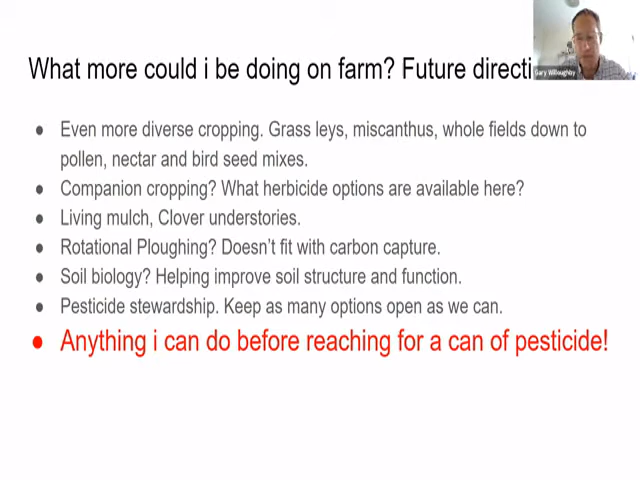 What more could i be doing on farm? Future directi
Gary Willoughby
● Even more diverse cropping. Grass leys, miscanthus, whole fields down to
pollen, nectar and bird seed mixes.
● Companion cropping? What herbicide options are available here?
● Living mulch, Clover understories.
● Rotational Ploughing? Doesn't fit with carbon capture.
● Soil biology? Helping improve soil structure and function.
● Pesticide stewardship. Keep as many options open as we can.
● Anything i can do before reaching for a can of pesticide!